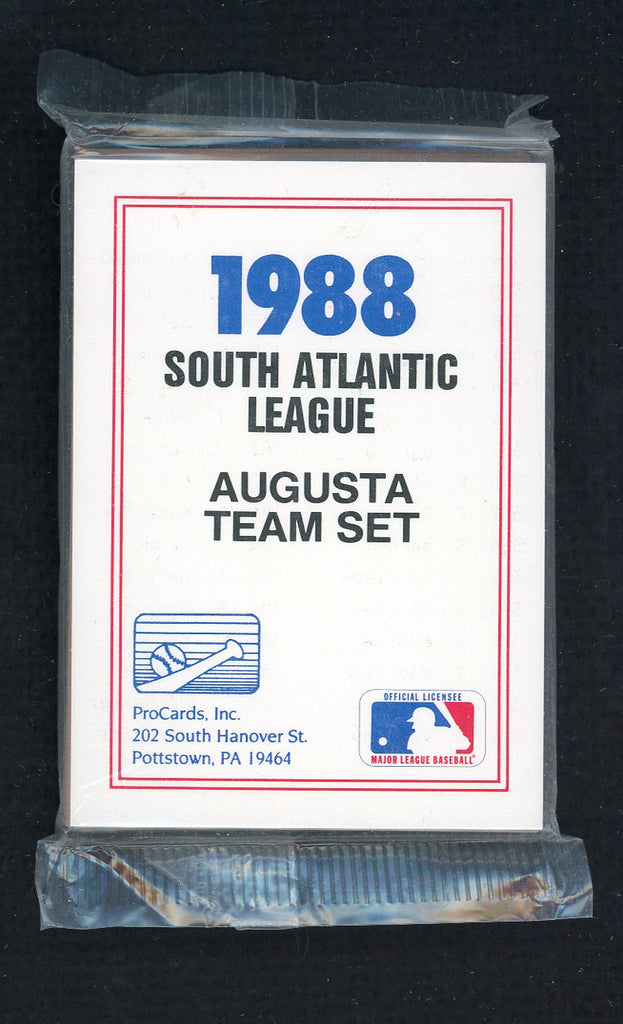 1988
SOUTH ATLANTIC
LEAGUE
AUGUSTA
TEAM SET
ProCards, Inc.
202 South Hanover St.
Pottstown, PA 19464
OFFICIAL LICENSEE
MAJOR LEAGUE BASEBALL®